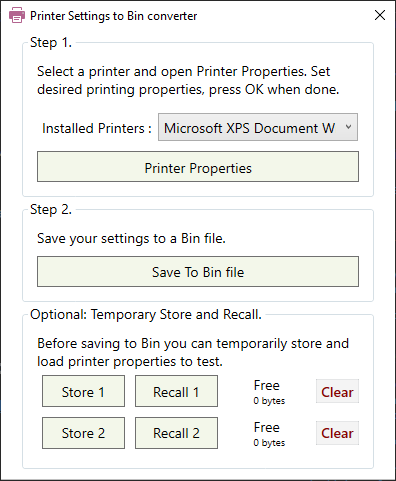 Printer Settings to Bin converter
Step 1.
Select a printer and open Printer Properties. Set
desired printing properties, press OK when done.
Installed Printers : Microsoft XPS Document W
Printer Properties
Step 2.
Save your settings to a Bin file.
Save To Bin file
Optional: Temporary Store and Recall.
Before saving to Bin you can temporarily store and
load printer properties to test.
Store 1 Recall 1 Free Clear
0 bytes
Store 2 Recall 2 Free Clear
0 bytes